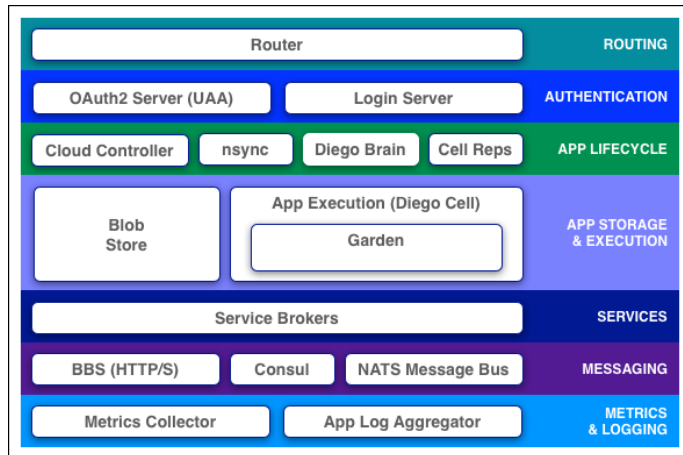 Router
ROUTING
OAuth2 Server (UAA)
Login Server
AUTHENTICATION
Cloud Controller
nsync
Diego Brain
Cell Reps
APP LIFECYCLE
Blob
Store
App Execution (Diego Cell)
Garden
APP STORAGE
& EXECUTION
Service Brokers
SERVICES
BBS (HTTP/S)
Consul
NATS Message Bus
MESSAGING
Metrics Collector
App Log Aggregator
METRICS
& LOGGING